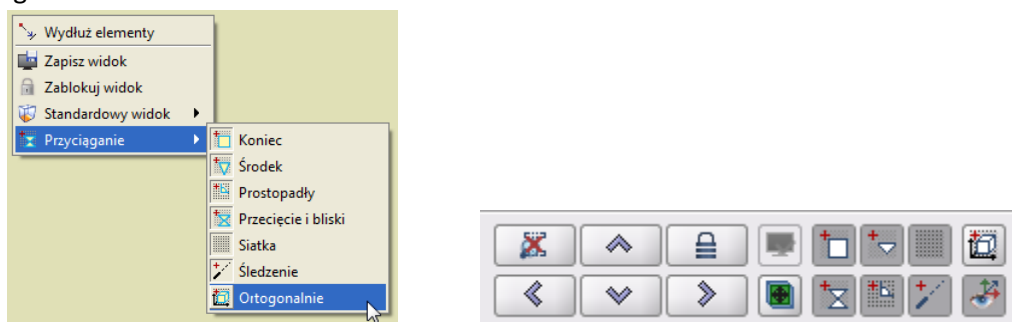 Wydłuż elementy
Zapisz widok
Zablokuj widok
Standardowy widok
Przyciąganie
Koniec
Środek
Prostopadły
Przecięcie i bliski
Siatka
Śledzenie
Ortogonalnie